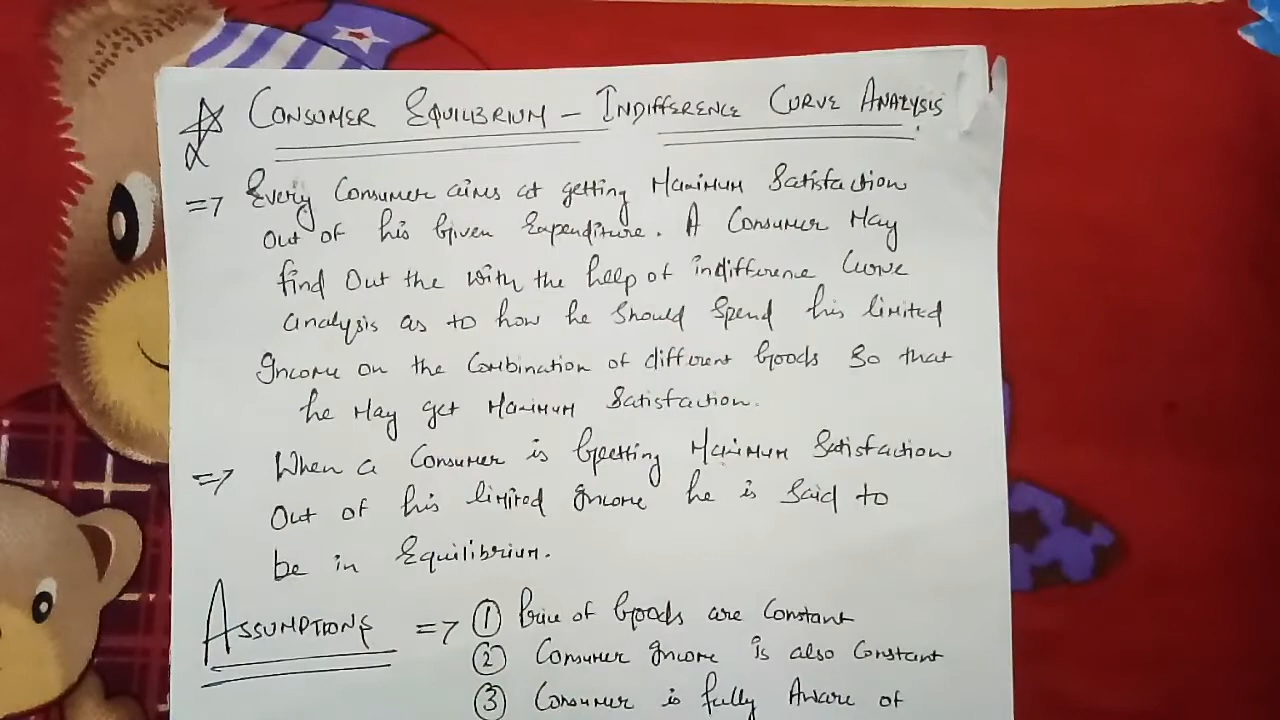 CONSUMER EQUILIBRIUM - INDIFFERENCE CURVE ANALYSIS
=> Every Consumer aims at getting Maximum Satisfaction
out of his Given Expenditure. A Consumer May
find out the with the help of indifference Curve
analysis as to how he Should Spend his limited
Income on the Combination of different Goods So that
he May get Maximum Satisfaction.
=> When a Consumer is Geetting Maximum Satisfaction
Out of his limited Income he is Said to
be in Equilibrium.
ASSUMPTIONS => ① Price of Goods are Constant
② Consumer Income is also Constant
③ Consumer is fully Aware of